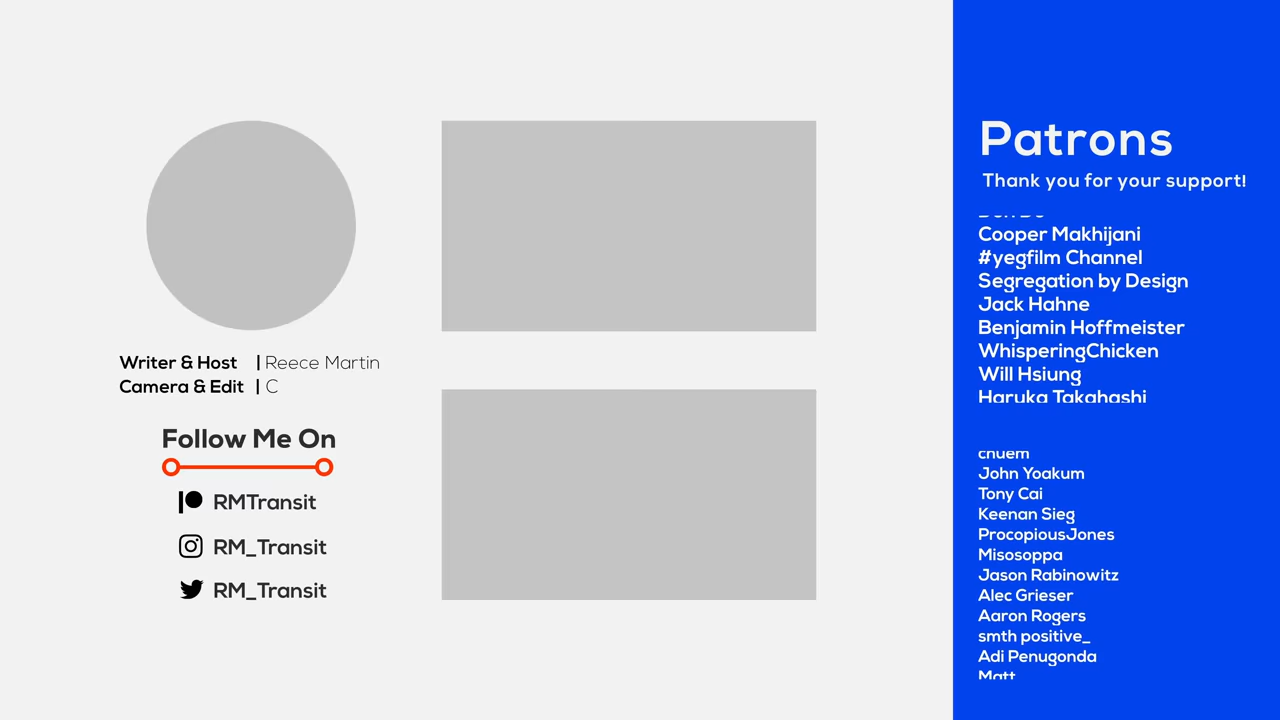 Writer & Host | Reece Martin
Camera & Edit | C
Follow Me On
RMTransit
RM_Transit
RM_Transit
Patrons
Thank you for your support!
Cooper Makhijani
#yegfilm Channel
Segregation by Design
Jack Hahne
Benjamin Hoffmeister
WhisperingChicken
Will Hsiung
Haruka Takahashi
chuem
John Yoakum
Tony Cai
Keenan Sieg
ProcopiousJones
Misosoppa
Jason Rabinowitz
Alec Grieser
Aaron Rogers
smth positive_
Adi Penugonda
Matt